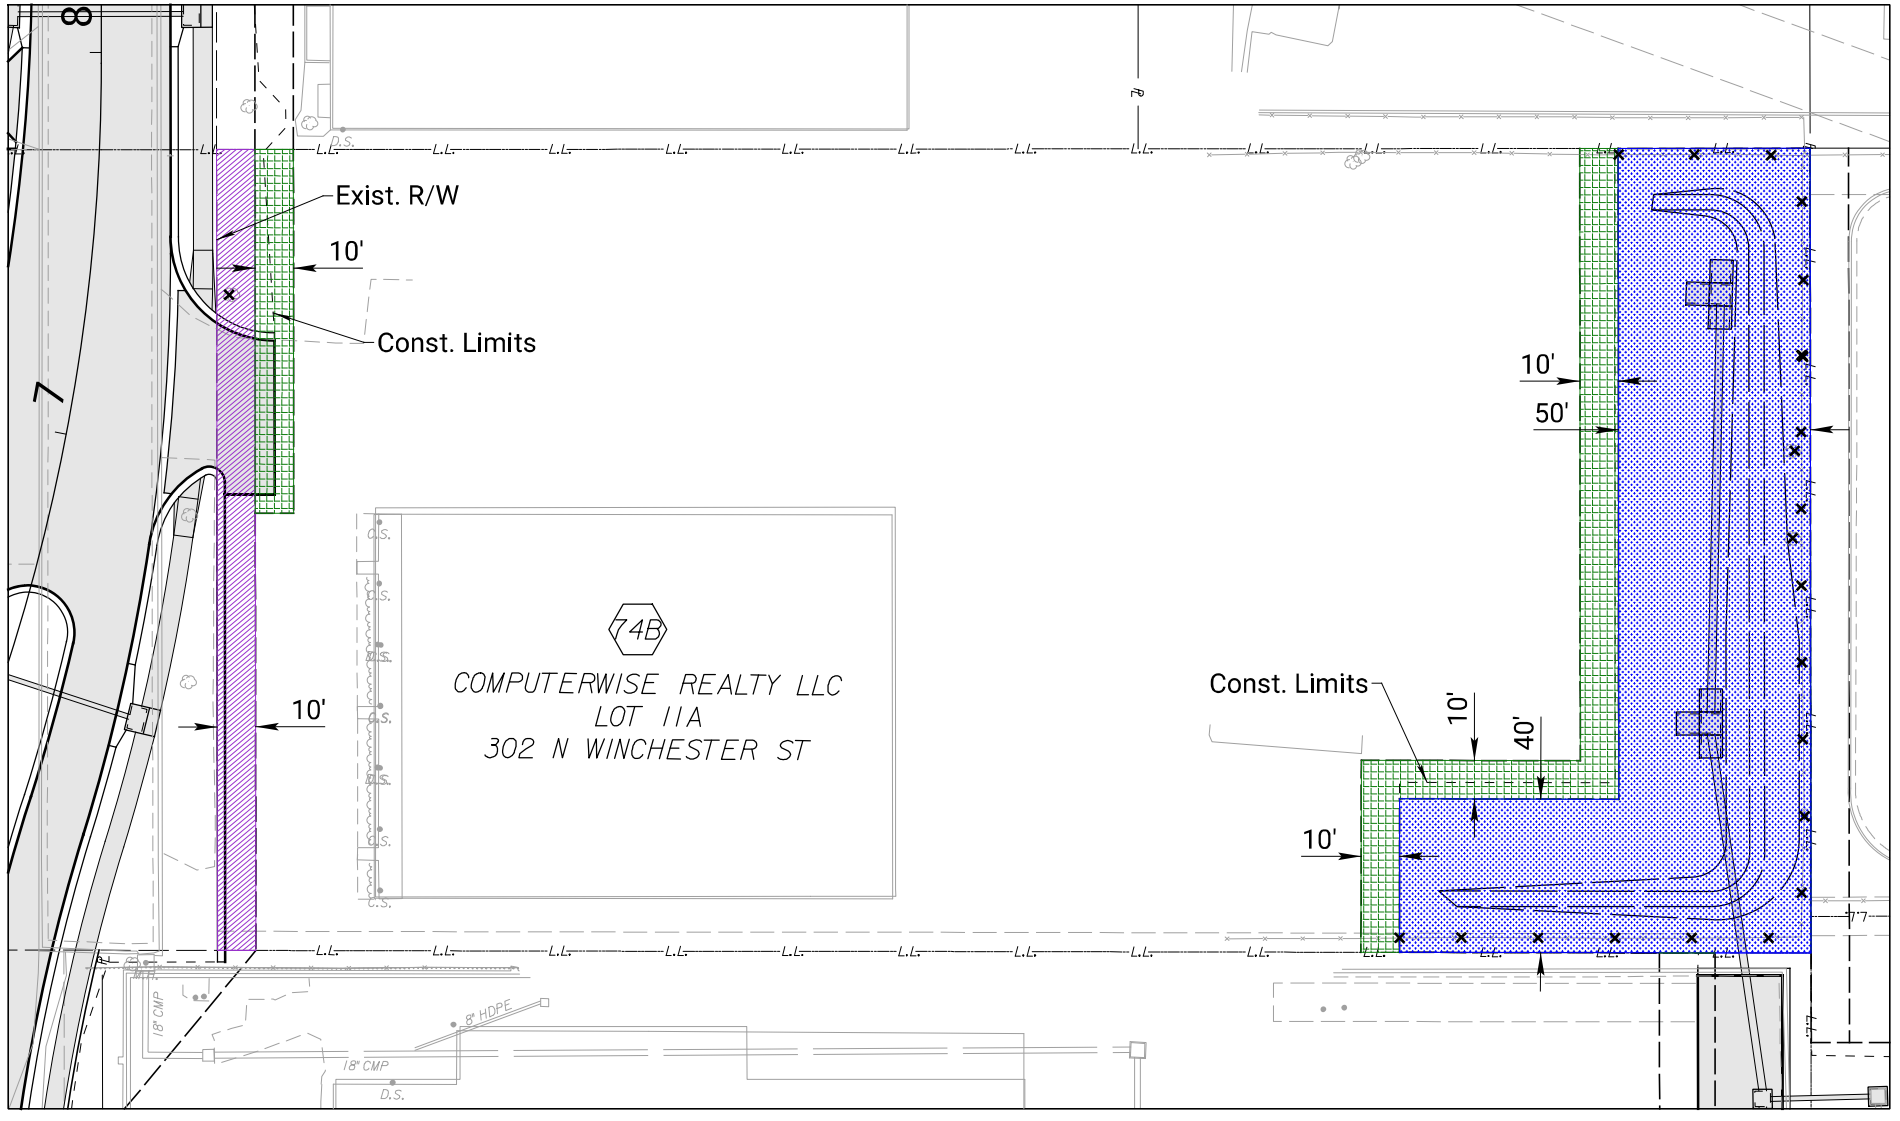 8
7
PL
D.S.
L.L. L.L. L.L. L.L. L.L. L.L. L.L. L.L. L.L. L.L. L.L. L.L. L.L.
Exist. R/W
10'
Const. Limits
10'
50'
C.S.
C.S.
D.S.
C.S.
D.S.
C.S.
C.S.
74B
COMPUTERWISE REALTY LLC
LOT 11A
302 N WINCHESTER ST
10'
Const. Limits
10'
40'
10'
L.L.
L.L. L.L. L.L. L.L. L.L. L.L. L.L. L.L. L.L. L.L. L.L. L.L. L.L.
M.H.
18" CMP
8" HDPE
18" CMP
D.S.
L.L.